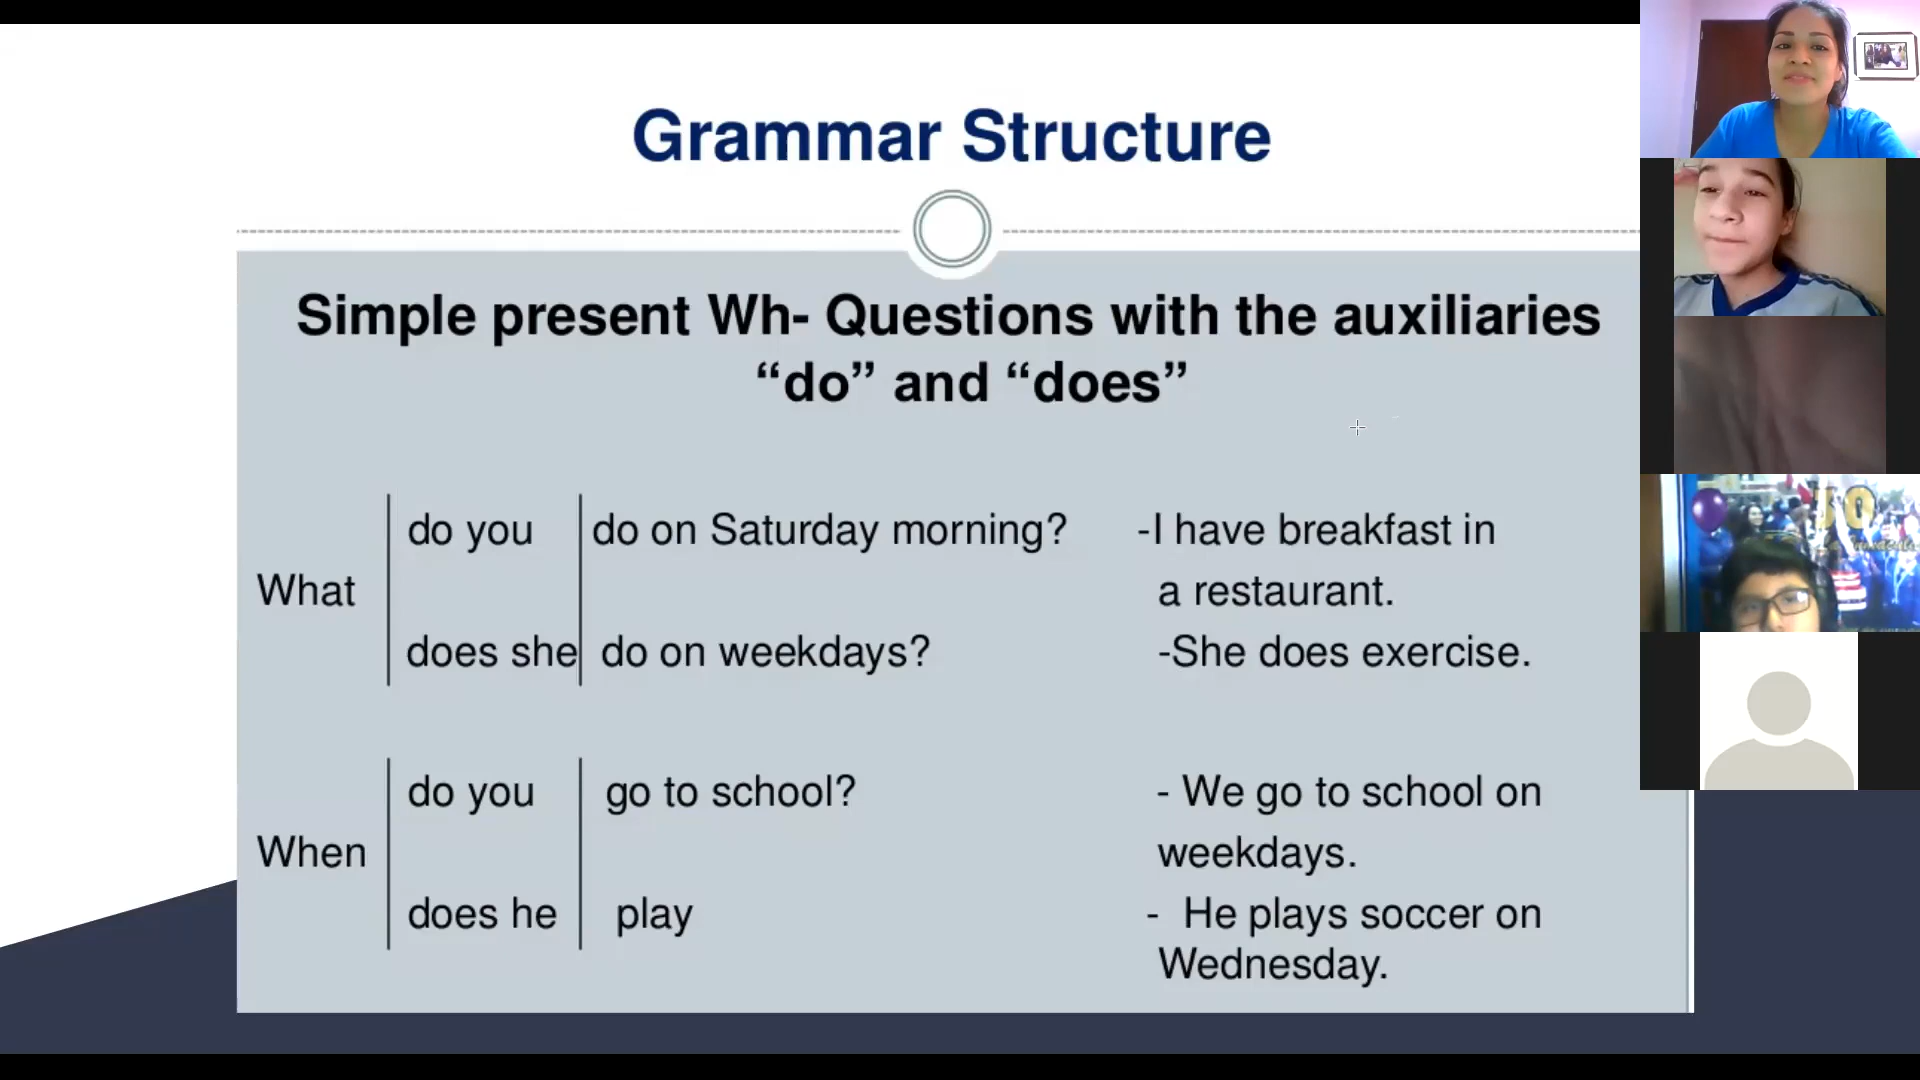 Grammar Structure
Simple present Wh- Questions with the auxiliaries
“do” and “does”
do you do on Saturday morning? -I have breakfast in
What a restaurant.
does she do on weekdays? -She does exercise.
do you go to school? - We go to school on
When weekdays.
does he play - He plays soccer on
Wednesday.